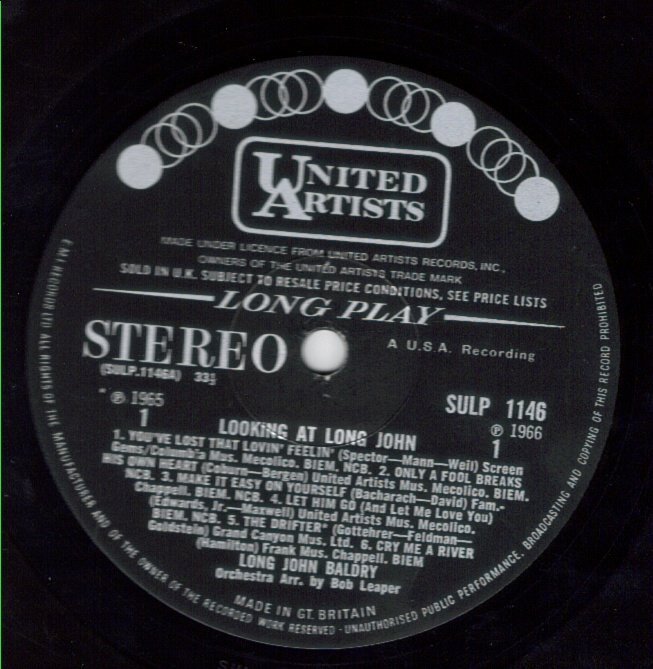 UNITED
ARTISTS
MADE UNDER LICENCE FROM UNITED ARTISTS RECORDS, INC.,
OWNERS OF THE UNITED ARTISTS TRADE MARK
SOLD IN U.K. SUBJECT TO RESALE PRICE CONDITIONS, SEE PRICE LISTS
LONG PLAY
STEREO
A U.S.A. Recording
(SULP.1146A) 33⅓
SULP 1146
* ℗ 1965
℗ 1966
1
1
LOOKING AT LONG JOHN
1. YOU'VE LOST THAT LOVIN' FEELIN' (Spector—Mann—Weil) Screen
Gems/Columb'a Mus. Mecolico. BIEM. NCB. 2. ONLY A FOOL BREAKS
HIS OWN HEART (Coburn—Bergen) United Artists Mus. Mecolico. BIEM.
NCB. 3. MAKE IT EASY ON YOURSELF (Bacharach—David) Fam.-
Chappell. BIEM. NCB. 4. LET HIM GO (And Let Me Love You)
(Edwards, Jr.—Maxwell) United Artists Mus. Mecolico.
BIEM. NCB. 5. THE DRIFTER* (Gottehrer—Feldman—
Goldstein) Grand Canyon Mus. Ltd. 6. CRY ME A RIVER
(Hamilton) Frank Mus. Chappell. BIEM
LONG JOHN BALDRY
Orchestra Arr. by Bob Leaper
MADE IN GT. BRITAIN
E.M.I. RECORDS LTD ALL RIGHTS OF THE MANUFACTURER AND OF THE OWNER OF THE RECORDED WORK RESERVED - UNAUTHORISED PUBLIC PERFORMANCE, BROADCASTING AND COPYING OF THIS RECORD PROHIBITED